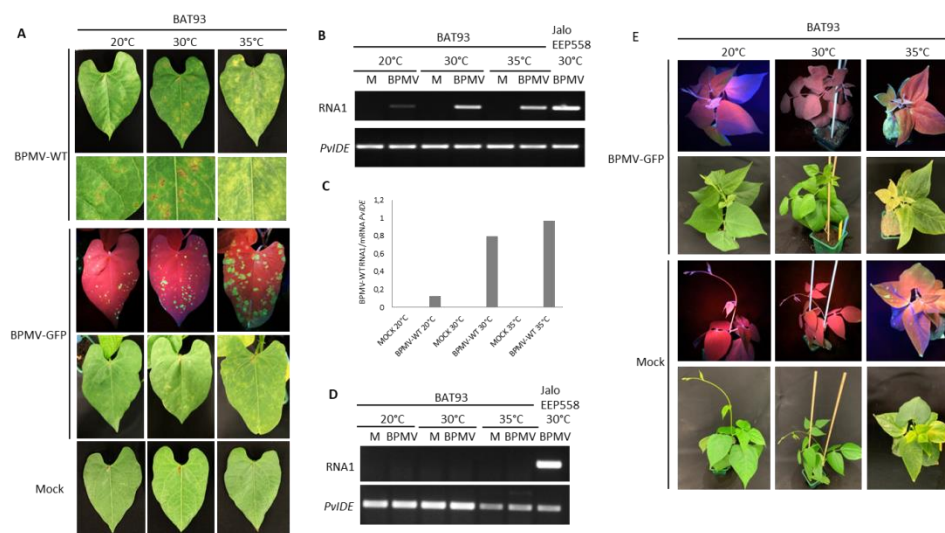 A
BAT93
20°C 30°C 35°C
BPMV-WT
BPMV-GFP
Mock
B
BAT93
Jalo
EEP558
20°C 30°C 35°C 30°C
M BPMV M BPMV M BPMV BPMV
RNA1
PvIDE
C
BPMV-WT RNA1/mRNA PvIDE
1,2
1
0,8
0,6
0,4
0,2
0
MOCK 20°C
BPMV-WT 20°C
MOCK 30°C
BPMV-WT 30°C
MOCK 35°C
BPMV-WT 35°C
D
BAT93
Jalo
EEP558
20°C 30°C 35°C 30°C
M BPMV M BPMV M BPMV BPMV
RNA1
PvIDE
E
BAT93
20°C 30°C 35°C
BPMV-GFP
Mock